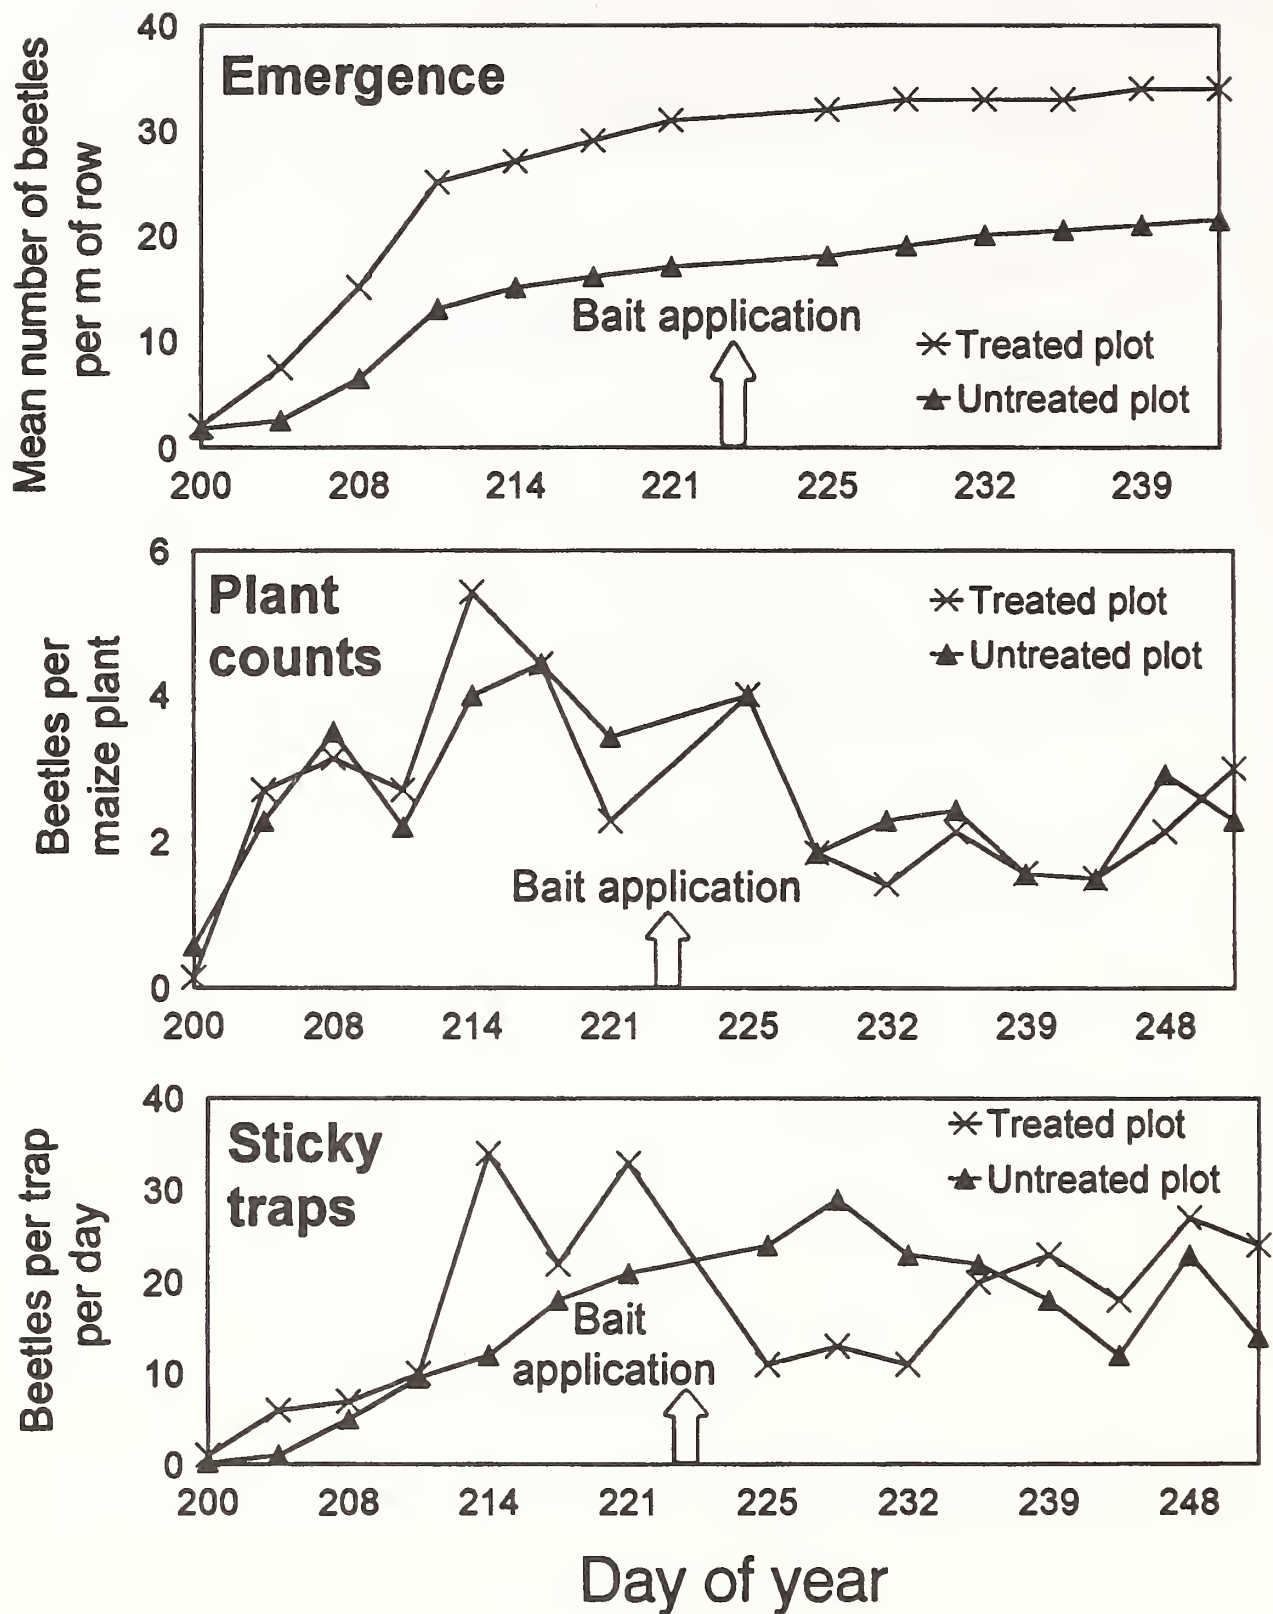 Emergence
Mean number of beetles
per m of row
40
30
20
10
0
Bait application
Treated plot
Untreated plot
200 208 214 221 225 232 239
Plant
counts
Beetles per
maize plant
6
4
2
0
Treated plot
Untreated plot
Bait application
200 208 214 221 225 232 239 248
Sticky
traps
Beetles per trap
per day
40
30
20
10
0
Treated plot
Untreated plot
Bait
application
200 208 214 221 225 232 239 248
Day of year